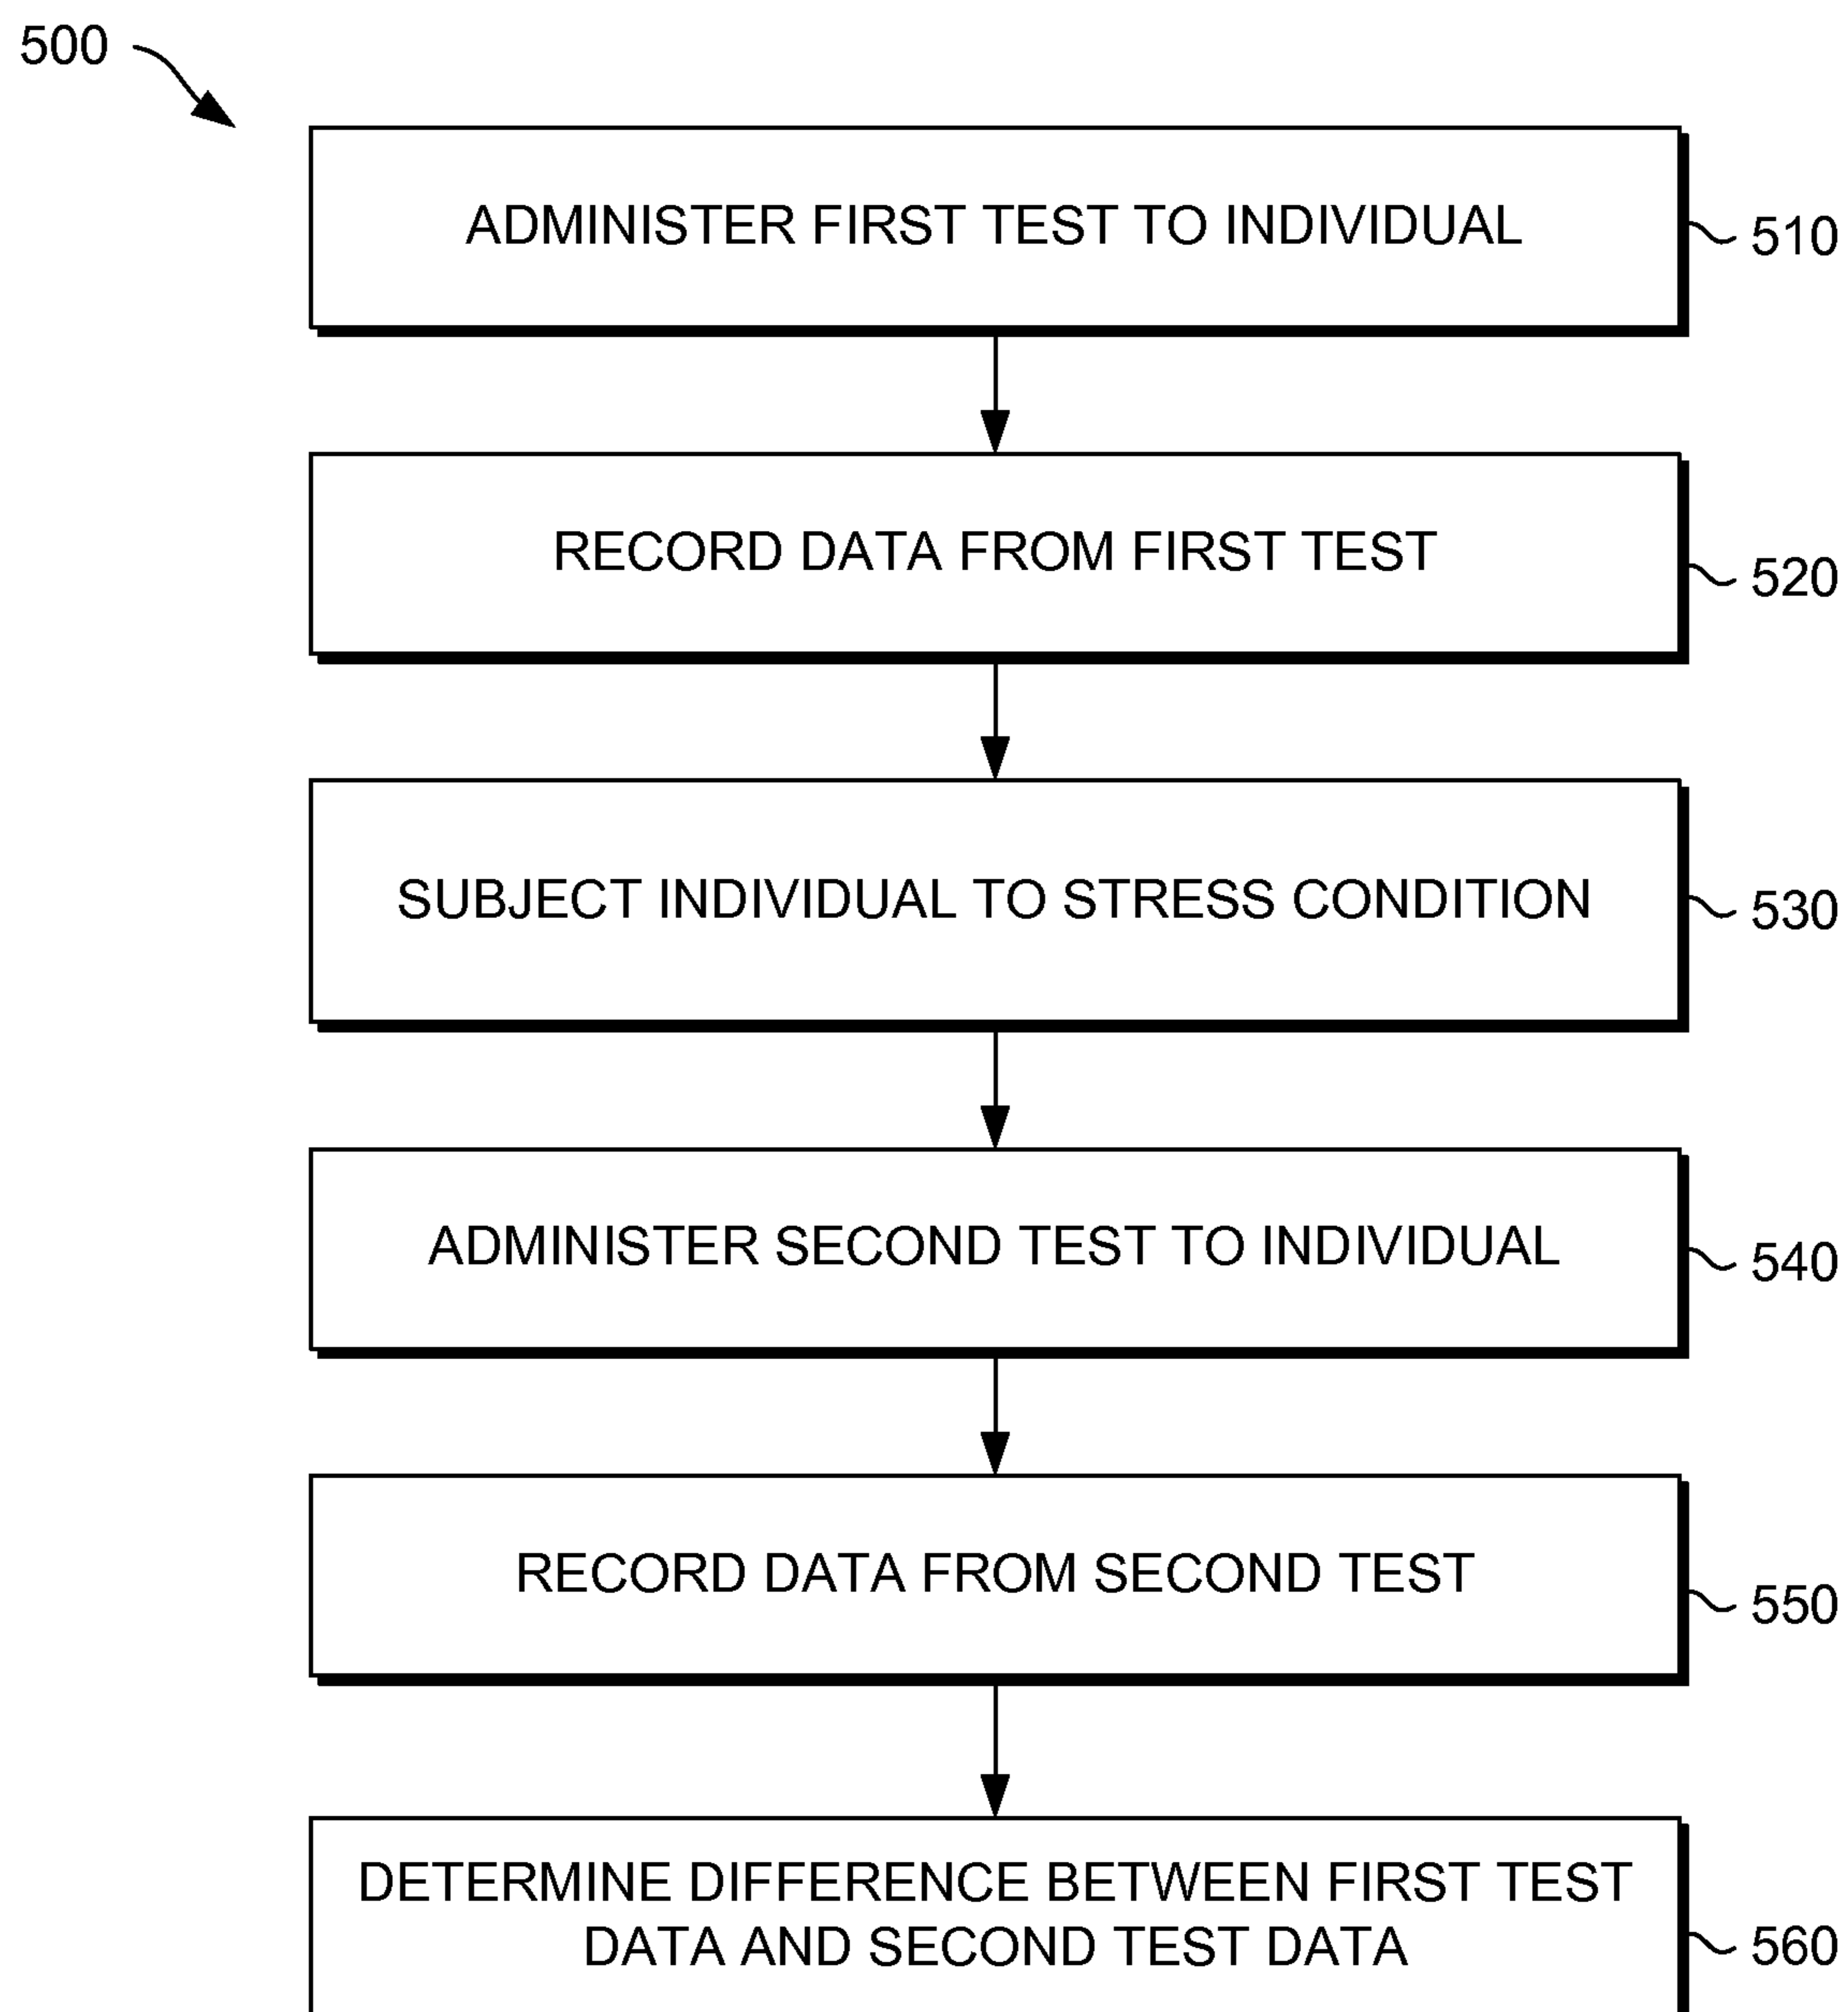 500
ADMINISTER FIRST TEST TO INDIVIDUAL
510
RECORD DATA FROM FIRST TEST
520
SUBJECT INDIVIDUAL TO STRESS CONDITION
530
ADMINISTER SECOND TEST TO INDIVIDUAL
540
RECORD DATA FROM SECOND TEST
550
DETERMINE DIFFERENCE BETWEEN FIRST TEST
DATA AND SECOND TEST DATA
560